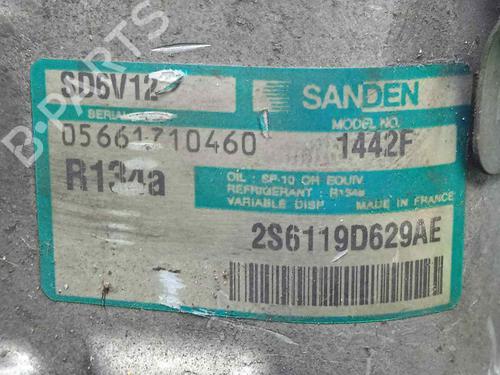 B-PARTS
SD6V12
SANDEN
SERIAL
MODEL NO.
05661710460
1442F
R134a
OIL : SP-10 OR EQUIV.
REFRIGERANT : R134a
VARIABLE DISP. MADE IN FRANCE
2S6119D629AE